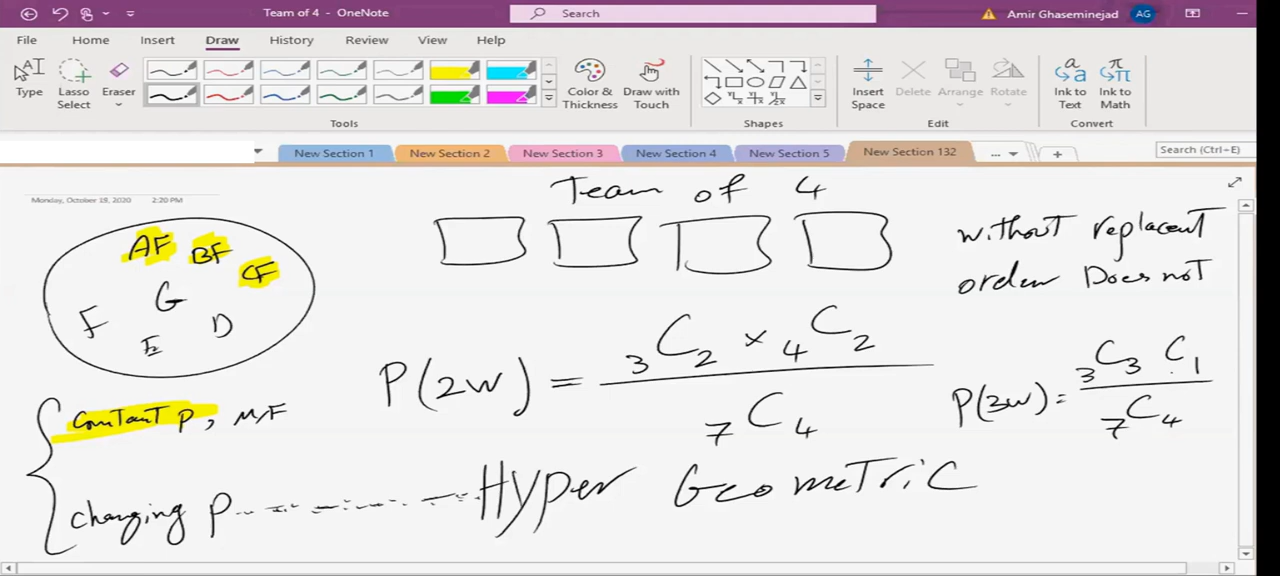 Team of 4 - OneNote
Search
Amir Ghaseminejad
AG
File Home Insert Draw History Review View Help
Type
Lasso Select
Eraser
Color & Thickness
Draw with Touch
Insert Space
Delete
Arrange
Rotate
Ink to Text
Ink to Math
Tools
Shapes
Edit
Convert
New Section 1
New Section 2
New Section 3
New Section 4
New Section 5
New Section 132
...
Search (Ctrl+E)
Monday, October 19, 2020 2:20 PM
Team of 4
without replacent
order Does not
AF BF CF
G
F E D
P(2W) = 3C2 × 4C2 / 7C4
P(3W) = 3C3 C1 / 7C4
Constant P, M/F
changing P ---- Hyper GeomeTric